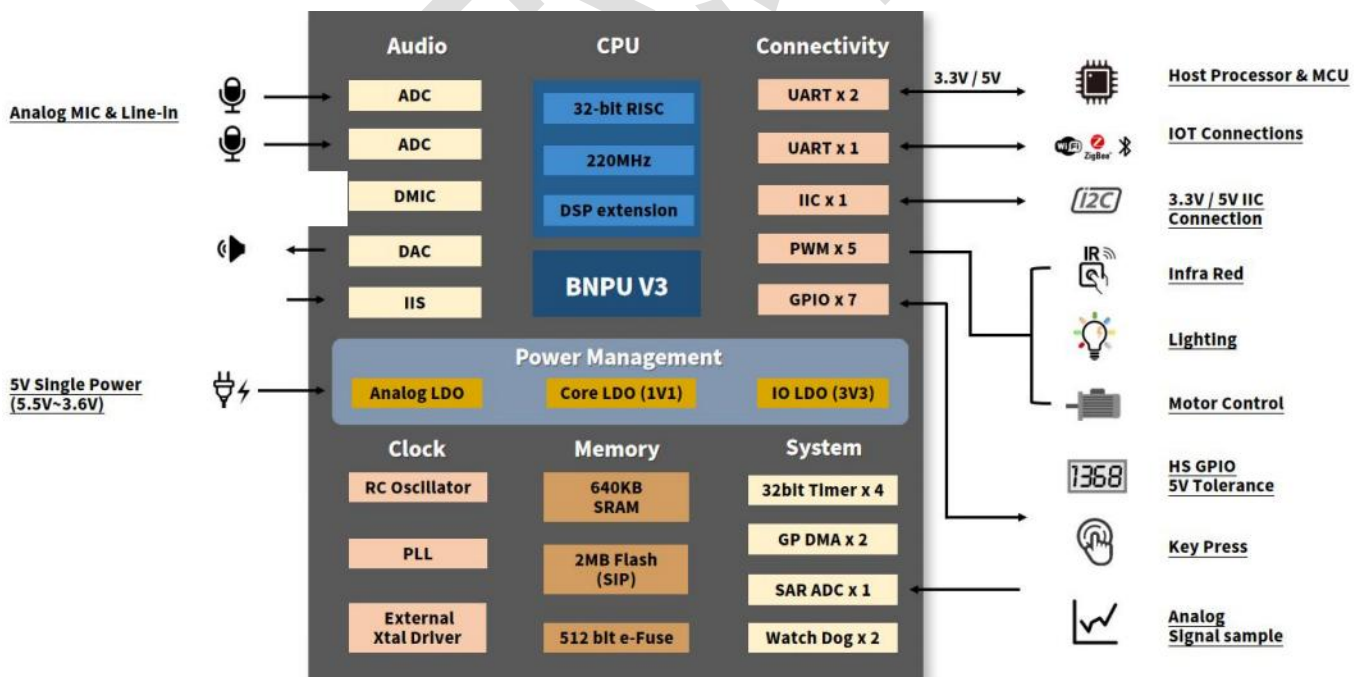 Audio
CPU
Connectivity
Analog MIC & Line-in
ADC
ADC
DMIC
DAC
IIS
32-bit RISC
220MHz
DSP extension
BNPU V3
UART x 2
UART x 1
IIC x 1
PWM x 5
GPIO x 7
3.3V / 5V
Host Processor & MCU
WiFi
ZigBee
IOT Connections
I2C
3.3V / 5V IIC
Connection
IR
Infra Red
Lighting
Motor Control
1368
HS GPIO
5V Tolerance
Key Press
Analog
Signal sample
5V Single Power
(5.5V~3.6V)
Power Management
Analog LDO
Core LDO (1V1)
IO LDO (3V3)
Clock
Memory
System
RC Oscillator
PLL
External
Xtal Driver
640KB
SRAM
2MB Flash
(SIP)
512 bit e-Fuse
32bit Timer x 4
GP DMA x 2
SAR ADC x 1
Watch Dog x 2